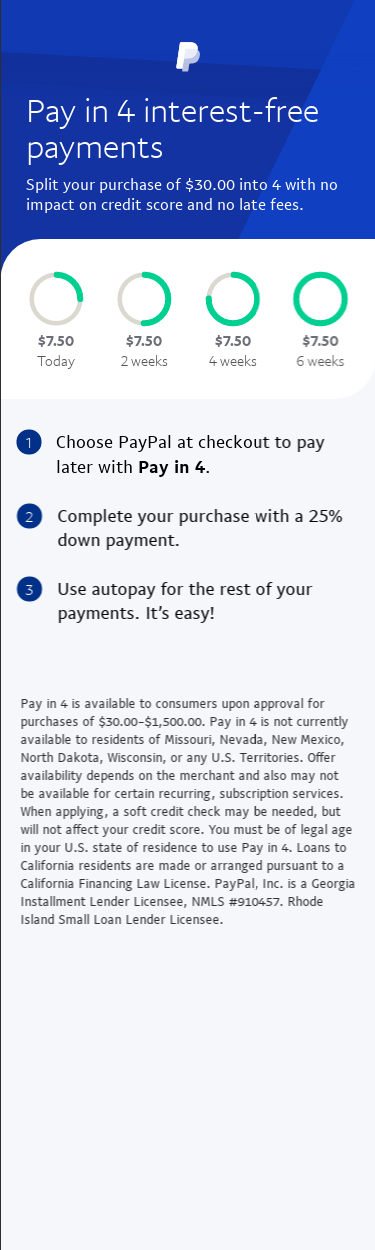 Pay in 4 interest-free
payments
Split your purchase of $30.00 into 4 with no
impact on credit score and no late fees.
$7.50 $7.50 $7.50 $7.50
Today 2 weeks 4 weeks 6 weeks
1 Choose PayPal at checkout to pay
later with Pay in 4.
2 Complete your purchase with a 25%
down payment.
3 Use autopay for the rest of your
payments. It’s easy!
Pay in 4 is available to consumers upon approval for
purchases of $30.00–$1,500.00. Pay in 4 is not currently
available to residents of Missouri, Nevada, New Mexico,
North Dakota, Wisconsin, or any U.S. Territories. Offer
availability depends on the merchant and also may not
be available for certain recurring, subscription services.
When applying, a soft credit check may be needed, but
will not affect your credit score. You must be of legal age
in your U.S. state of residence to use Pay in 4. Loans to
California residents are made or arranged pursuant to a
California Financing Law License. PayPal, Inc. is a Georgia
Installment Lender Licensee, NMLS #910457. Rhode
Island Small Loan Lender Licensee.